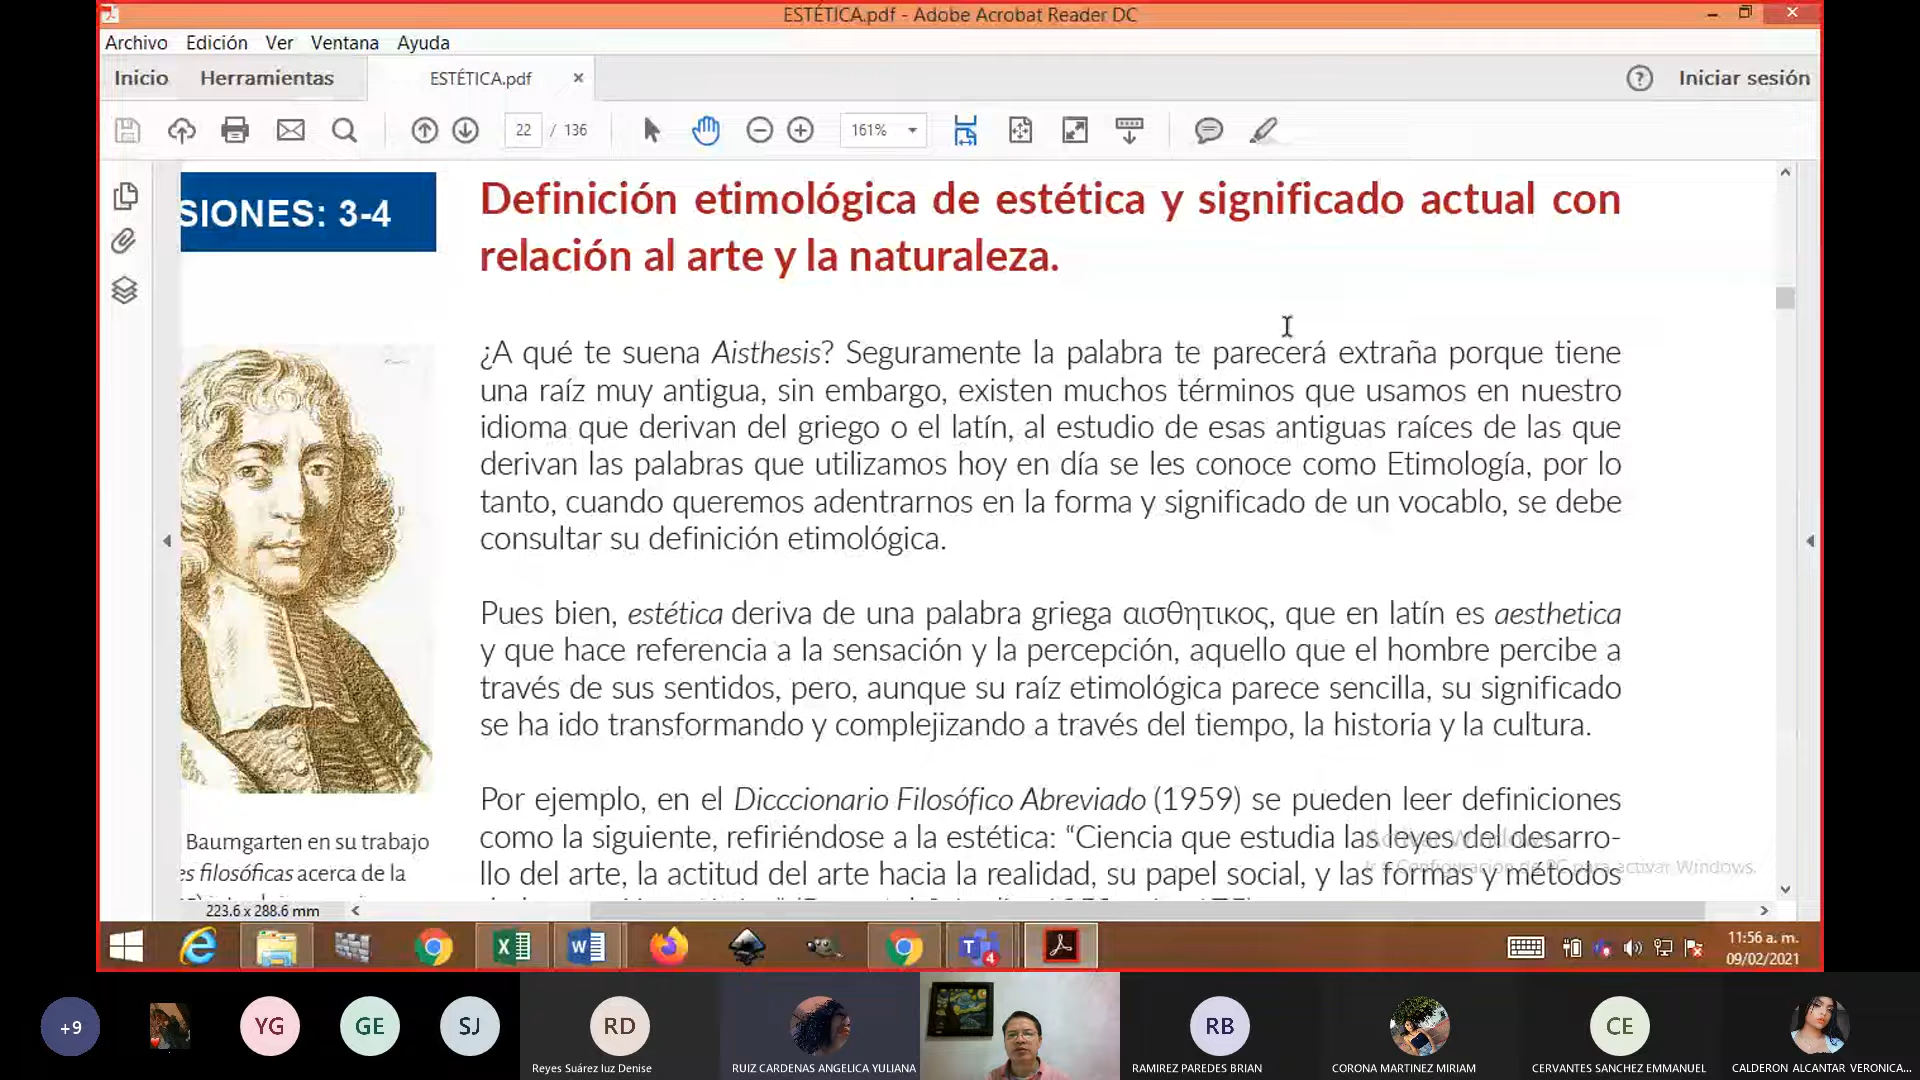 ESTÉTICA.pdf - Adobe Acrobat Reader DC
Archivo Edición Ver Ventana Ayuda
Inicio Herramientas ESTÉTICA.pdf Iniciar sesión
22 / 136 161%
SIONES: 3-4
Definición etimológica de estética y significado actual con
relación al arte y la naturaleza.
¿A qué te suena Aisthesis? Seguramente la palabra te parecerá extraña porque tiene
una raíz muy antigua, sin embargo, existen muchos términos que usamos en nuestro
idioma que derivan del griego o el latín, al estudio de esas antiguas raíces de las que
derivan las palabras que utilizamos hoy en día se les conoce como Etimología, por lo
tanto, cuando queremos adentrarnos en la forma y significado de un vocablo, se debe
consultar su definición etimológica.
Pues bien, estética deriva de una palabra griega αισθητικος, que en latín es aesthetica
y que hace referencia a la sensación y la percepción, aquello que el hombre percibe a
través de sus sentidos, pero, aunque su raíz etimológica parece sencilla, su significado
se ha ido transformando y complejizando a través del tiempo, la historia y la cultura.
Por ejemplo, en el Dicccionario Filosófico Abreviado (1959) se pueden leer definiciones
como la siguiente, refiriéndose a la estética: “Ciencia que estudia las leyes del desarro-
llo del arte, la actitud del arte hacia la realidad, su papel social, y las formas y métodos
Baumgarten en su trabajo
es filosóficas acerca de la
Activar Windows
Ir a Configuración de PC para activar Windows.
223.6 x 288.6 mm
4
11:56 a. m.
09/02/2021
+9
YG
GE
SJ
RD
Reyes Suárez luz Denise
RUIZ CARDENAS ANGELICA YULIANA
RB
RAMIREZ PAREDES BRIAN
CORONA MARTINEZ MIRIAM
CE
CERVANTES SANCHEZ EMMANUEL
CALDERON ALCANTAR VERONICA...